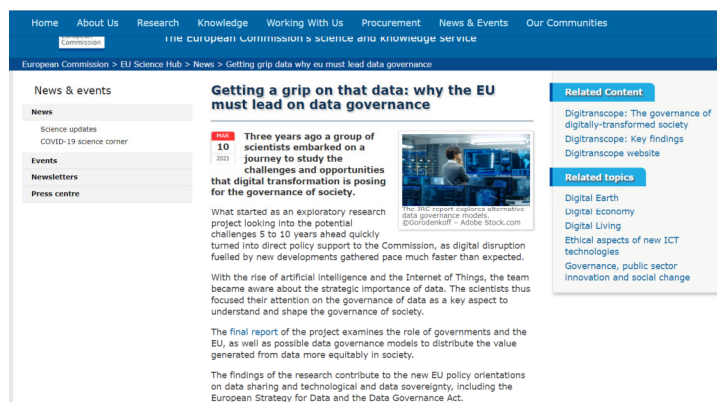 Home About Us Research Knowledge Working With Us Procurement News & Events Our Communities
Commission
The European Commission's science and knowledge service
European Commission > EU Science Hub > News > Getting grip data why eu must lead data governance
News & events
News
Science updates
COVID-19 science corner
Events
Newsletters
Press centre
Getting a grip on that data: why the EU
must lead on data governance
MAR
10
2021
Three years ago a group of
scientists embarked on a
journey to study the
challenges and opportunities
that digital transformation is posing
for the governance of society.
The JRC report explores alternative
data governance models.
©Gorodenkoff – Adobe Stock.com
What started as an exploratory research
project looking into the potential
challenges 5 to 10 years ahead quickly
turned into direct policy support to the Commission, as digital disruption
fuelled by new developments gathered pace much faster than expected.
With the rise of artificial intelligence and the Internet of Things, the team
became aware about the strategic importance of data. The scientists thus
focused their attention on the governance of data as a key aspect to
understand and shape the governance of society.
The final report of the project examines the role of governments and the
EU, as well as possible data governance models to distribute the value
generated from data more equitably in society.
The findings of the research contribute to the new EU policy orientations
on data sharing and technological and data sovereignty, including the
European Strategy for Data and the Data Governance Act.
Related Content
Digitranscope: The governance of
digitally-transformed society
Digitranscope: Key findings
Digitranscope website
Related topics
Digital Earth
Digital Economy
Digital Living
Ethical aspects of new ICT
technologies
Governance, public sector
innovation and social change